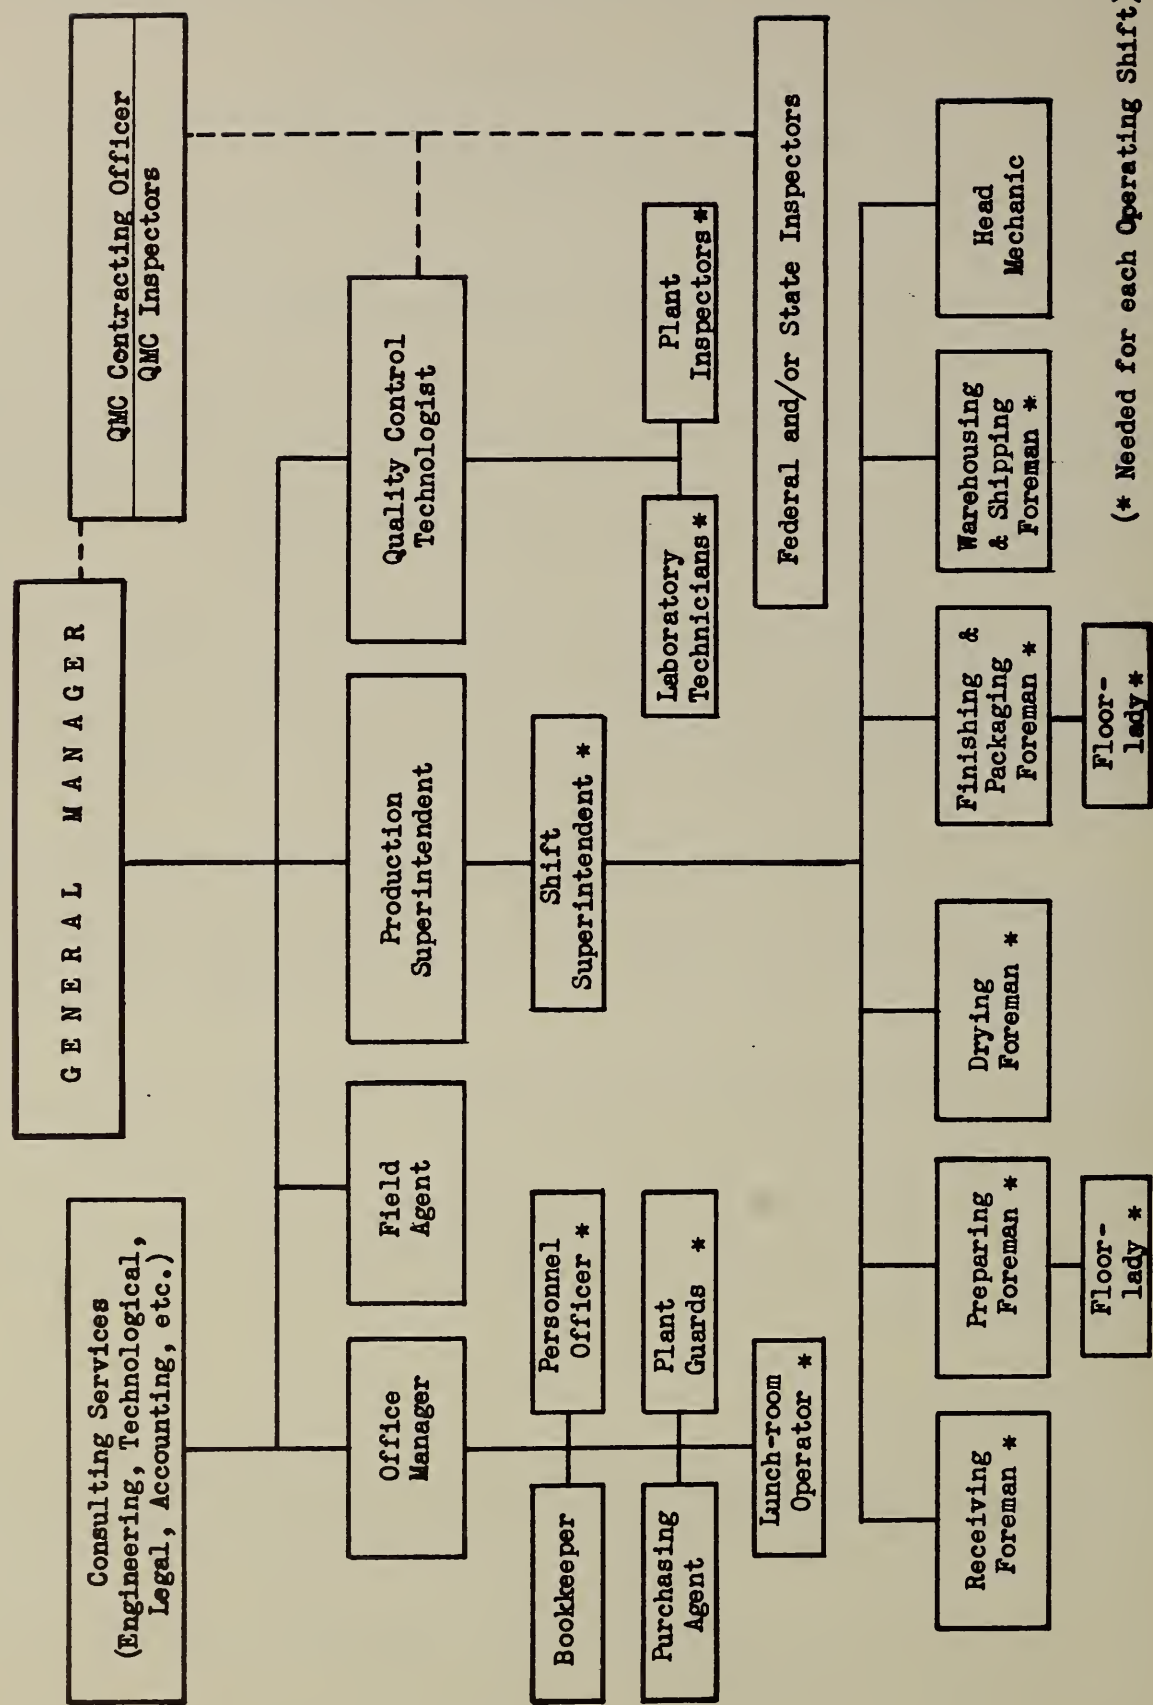 Consulting Services
(Engineering, Technological,
Legal, Accounting, etc.)
GENERAL MANAGER
QMC Contracting Officer
QMC Inspectors
Office
Manager
Field
Agent
Production
Superintendent
Quality Control
Technologist
Bookkeeper
Personnel
Officer *
Shift
Superintendent *
Purchasing
Agent
Plant
Guards *
Laboratory
Technicians *
Plant
Inspectors *
Lunch-room
Operator *
Federal and/or State Inspectors
Receiving
Foreman *
Preparing
Foreman *
Drying
Foreman *
Finishing &
Packaging
Foreman *
Warehousing
& Shipping
Foreman *
Head
Mechanic
Floor-
lady *
Floor-
lady *
(* Needed for each Operating Shift)